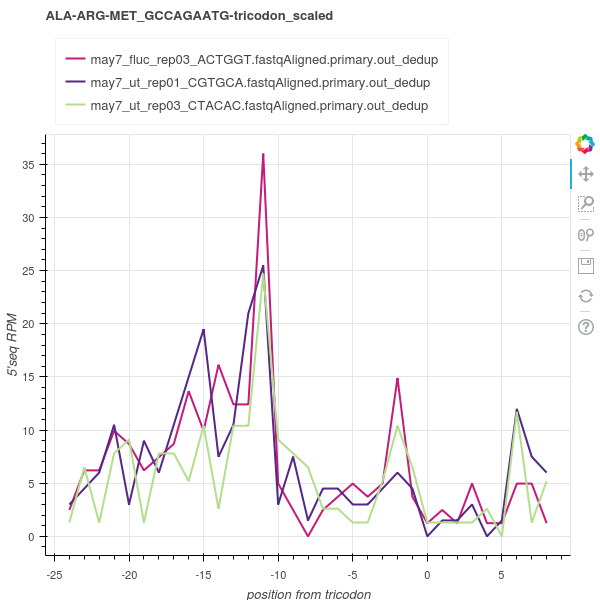 ALA-ARG-MET_GCCAGAATG-tricodon_scaled
may7_fluc_rep03_ACTGGT.fastqAligned.primary.out_dedup
may7_ut_rep01_CGTGCA.fastqAligned.primary.out_dedup
may7_ut_rep03_CTACAC.fastqAligned.primary.out_dedup
35
30
25
20
15
10
5
0
5'seq RPM
-25 -20 -15 -10 -5 0 5
position from tricodon